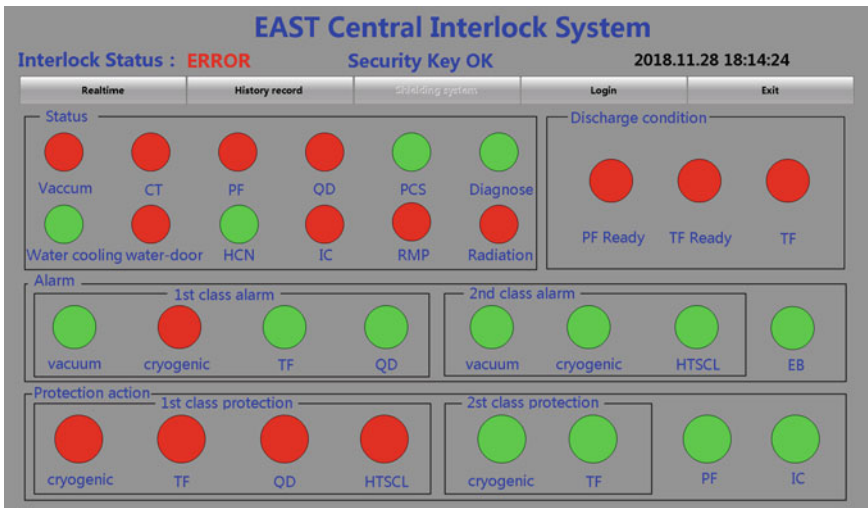 EAST Central Interlock System
Interlock Status : ERROR Security Key OK 2018.11.28 18:14:24
Realtime History record Shielding system Login Exit
Status Discharge condition
Vaccum CT PF QD PCS Diagnose
PF Ready TF Ready TF
Water cooling water-door HCN IC RMP Radiation
Alarm
1st class alarm 2nd class alarm
vacuum cryogenic TF QD vacuum cryogenic HTSCL EB
Protection action
1st class protection 2st class protection
cryogenic TF QD HTSCL cryogenic TF PF IC